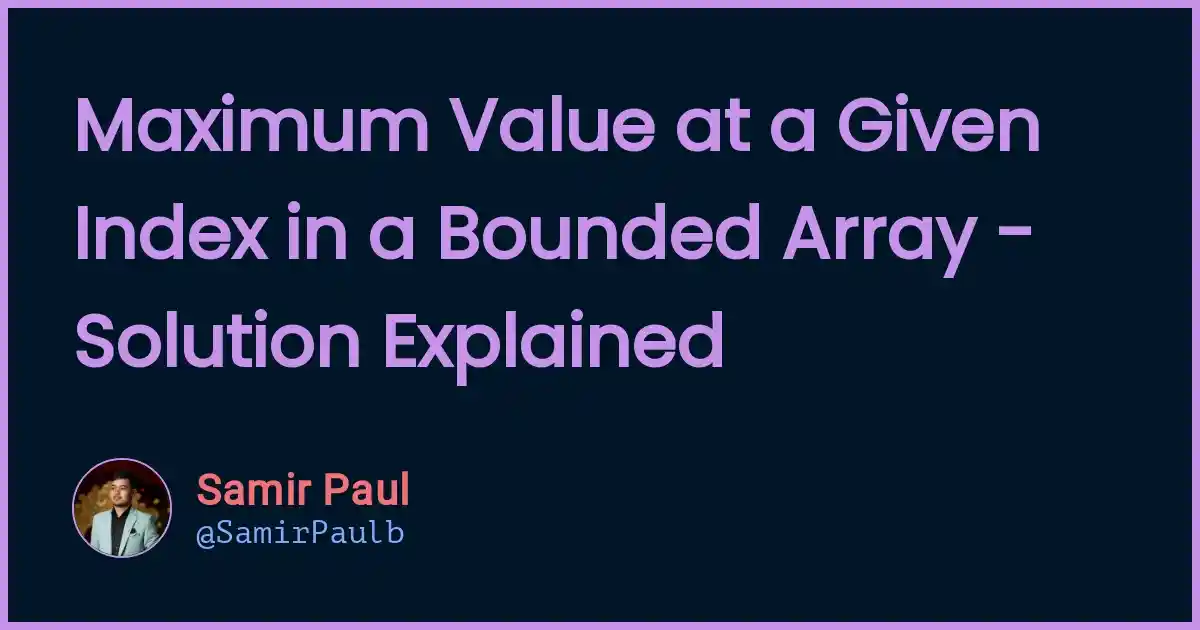 Maximum Value at a Given
Index in a Bounded Array -
Solution Explained
Samir Paul
@SamirPaulb